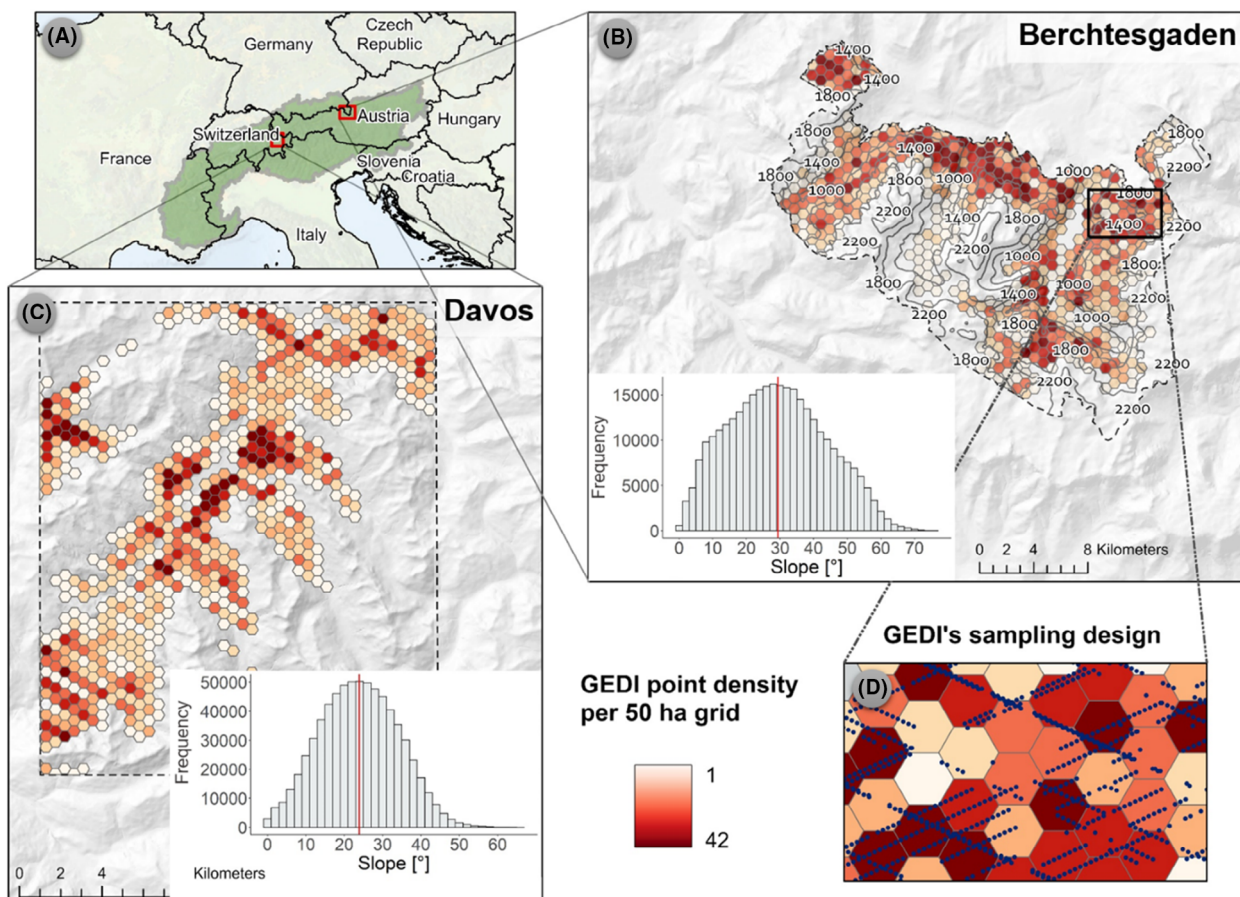 (A)
Germany
Czech
Republic
Switzerland
Austria
Hungary
France
Slovenia
Croatia
Italy
(B)
Berchtesgaden
1400
1400
1800
1800
1800
2200
1400
1400
1800
1000
1000
1000
1800
1800
2200
1400
1800
1400
2200
2200
2200
1000
2200
1800
1800
1400
1000
2200
1000
1800
1800
1800
2200
2200
2200
15000
10000
5000
0
Frequency
0 10 20 30 40 50 60 70
Slope [°]
0 2 4 8 Kilometers
(C)
Davos
50000
40000
30000
20000
10000
0
Frequency
0 10 20 30 40 50 60
Slope [°]
Kilometers
0 2 4
GEDI point density
per 50 ha grid
1
42
GEDI's sampling design
(D)